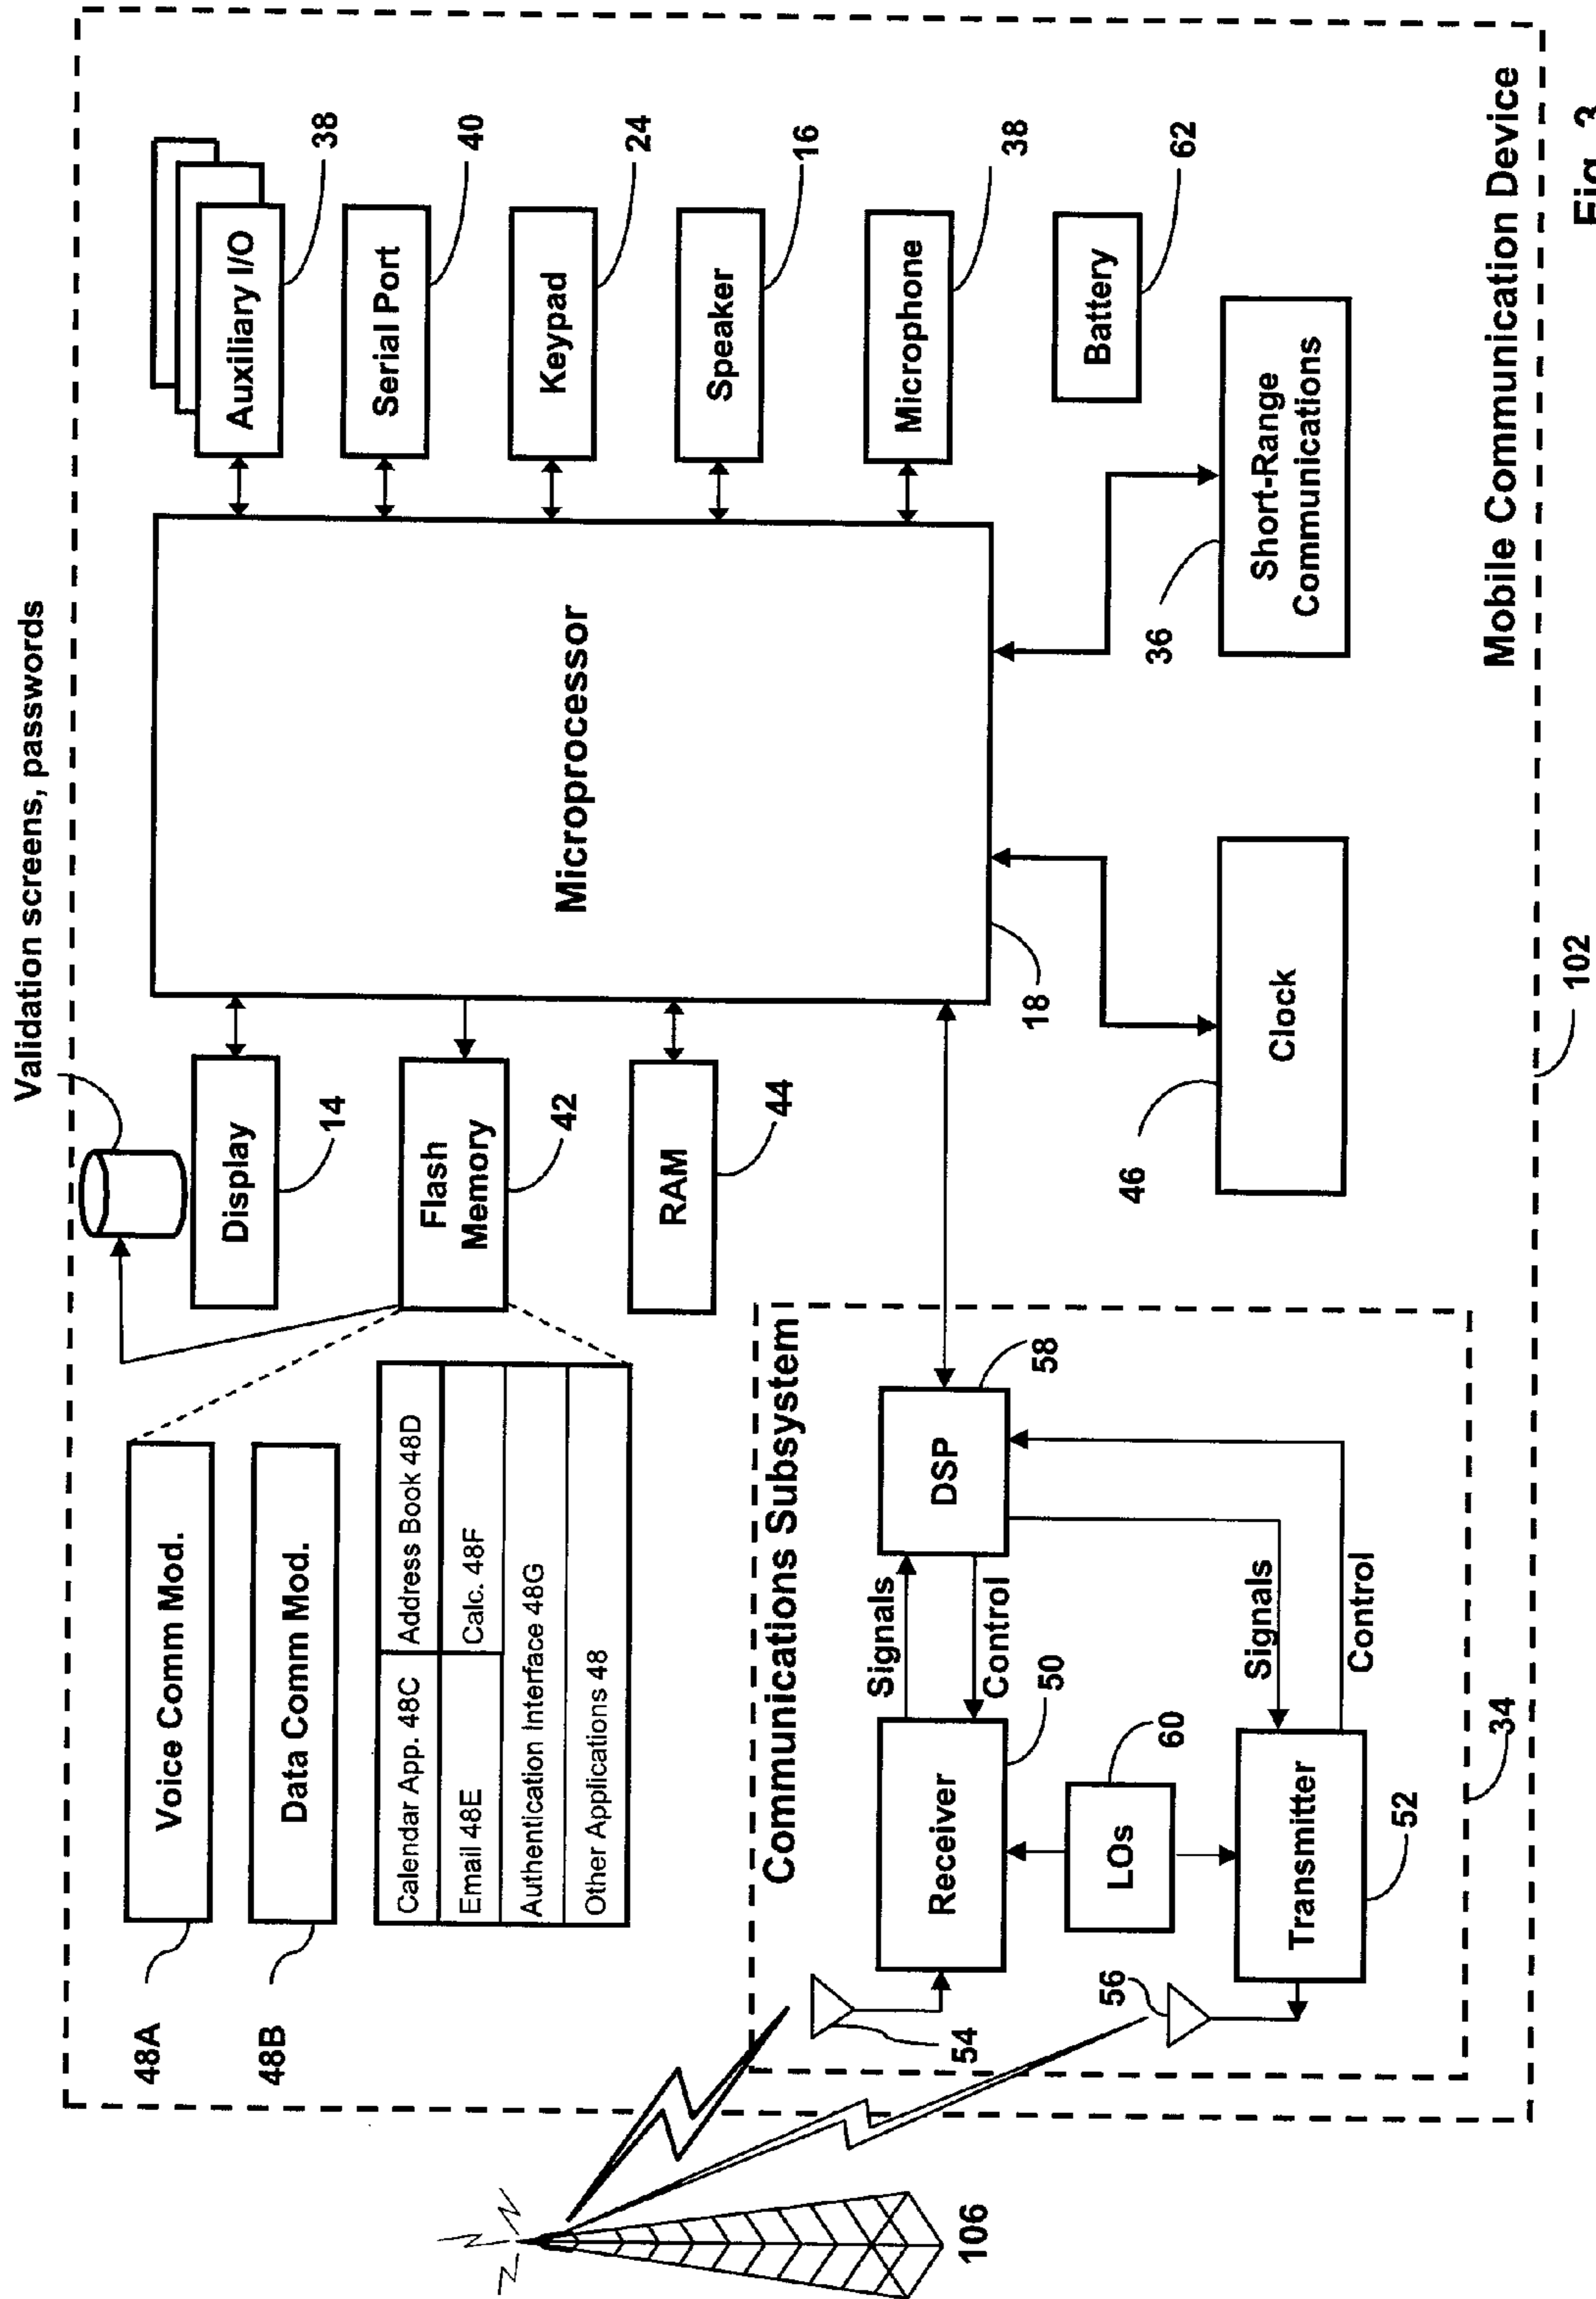 Validation screens, passwords
48A
Voice Comm Mod.
48B
Data Comm Mod.
Calendar App. 48C
Address Book 48D
Email 48E
Calc. 48F
Authentication Interface 48G
Other Applications 48
Display
14
Flash
Memory
42
RAM
44
Microprocessor
18
Auxiliary I/O
38
Serial Port
40
Keypad
24
Speaker
16
Microphone
38
Battery
62
Short-Range
Communications
36
Clock
46
Communications Subsystem
Signals
Control
DSP
58
Receiver
50
54
LOs
60
Signals
Control
56
Transmitter
52
34
106
Mobile Communication Device
102
Fig. 3